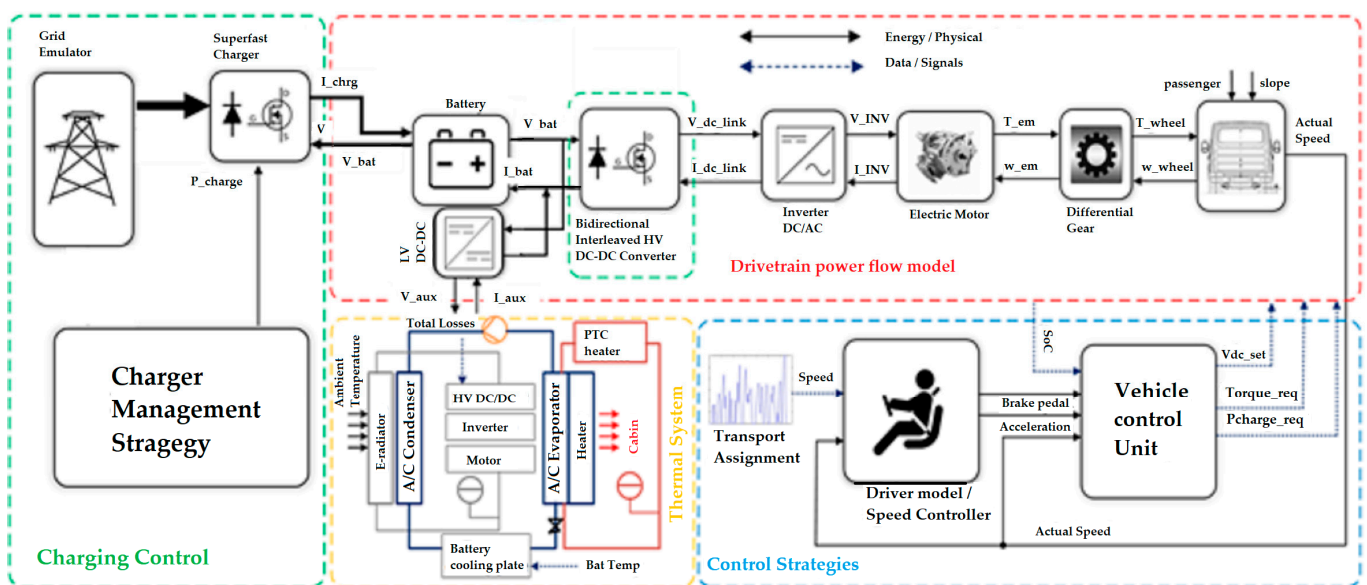 Grid
Emulator
Superfast
Charger
I_chrg
V
V_bat
P_charge
Charger
Management
Stragegy
Charging Control
Energy / Physical
Data / Signals
Battery
V_bat
I_bat
LV
DC-DC
D
G
S
D
G
S
Bidirectional
Interleaved HV
DC-DC Converter
V_dc_link
I_dc_link
Inverter
DC/AC
V_INV
I_INV
Electric Motor
T_em
w_em
Differential
Gear
T_wheel
w_wheel
passenger
slope
Actual
Speed
Drivetrain power flow model
V_aux
I_aux
Total Losses
PTC
heater
Ambient
Temperature
E-radiator
A/C Condenser
HV DC/DC
Inverter
Motor
A/C Evaporator
Heater
Cabin
Thermal System
Battery
cooling plate
Bat Temp
Transport
Assignment
Speed
Driver model /
Speed Controller
Brake pedal
Acceleration
SoC
Vehicle
control
Unit
Vdc_set
Torque_req
Pcharge_req
Actual Speed
Control Strategies